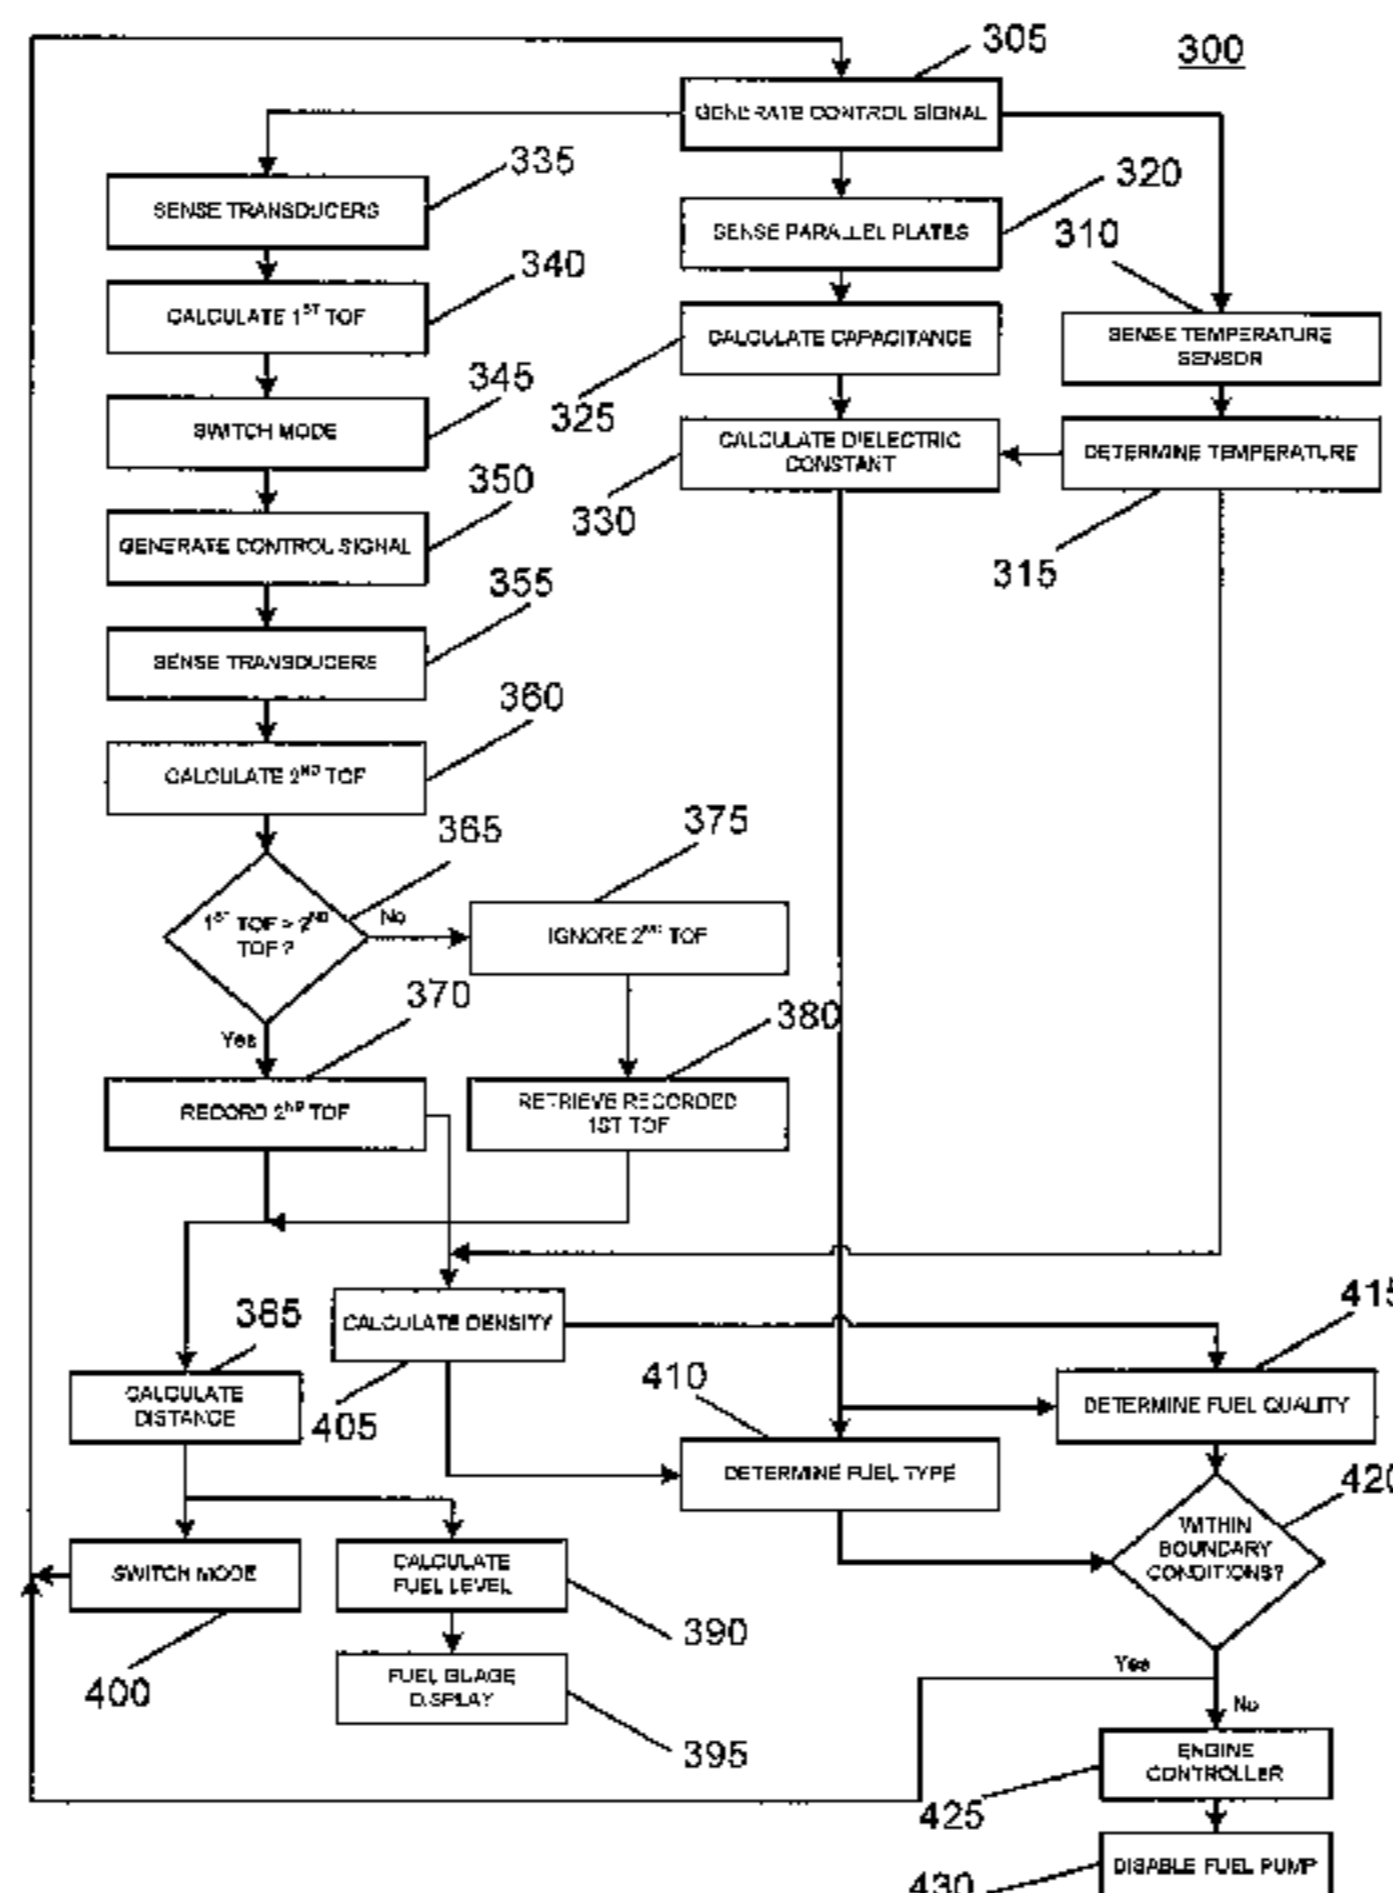 305
300
GENERATE CONTROL SIGNAL
335
SENSE TRANSDUCERS
320
SENSE PARALLEL PLATES
310
340
CALCULATE 1ST TOF
CALCULATE CAPACITANCE
SENSE TEMPERATURE
SENSOR
345
325
SWITCH MODE
CALCULATE DIELECTRIC
CONSTANT
DETERMINE TEMPERATURE
350
330
315
GENERATE CONTROL SIGNAL
355
SENSE TRANSDUCERS
360
CALCULATE 2ND TOF
365
375
1ST TOF > 2ND
TOF ?
No
IGNORE 2ND TOF
370
380
Yes
RECORD 2ND TOF
RETRIEVE RECORDED
1ST TOF
385
CALCULATE DENSITY
415
CALCULATE
DISTANCE
405
410
DETERMINE FUEL QUALITY
DETERMINE FUEL TYPE
420
SWITCH MODE
CALCULATE
FUEL LEVEL
WITHIN
BOUNDARY
CONDITIONS?
390
400
FUEL GUAGE
DISPLAY
Yes
No
395
ENGINE
CONTROLLER
425
DISABLE FUEL PUMP
430